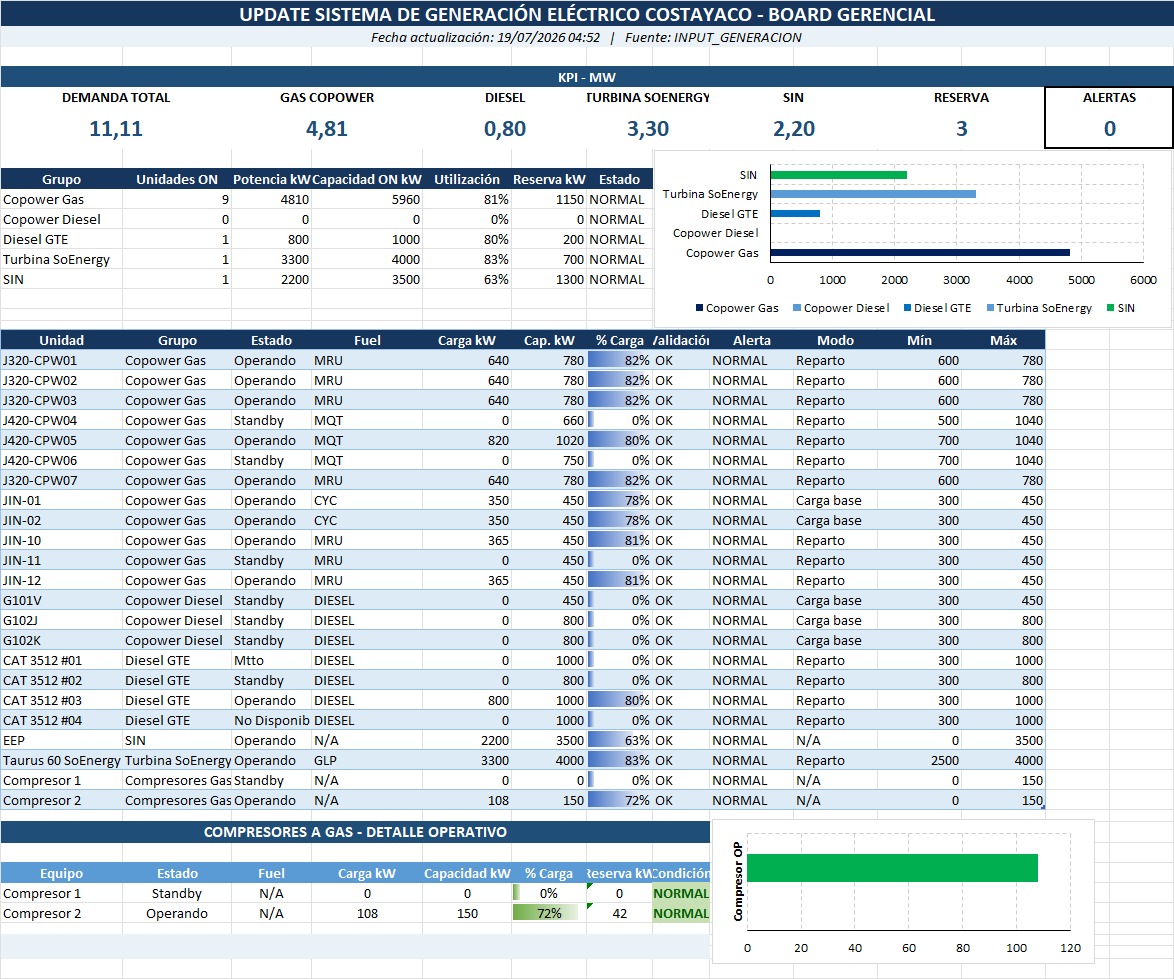 UPDATE SISTEMA DE GENERACIÓN ELÉCTRICO COSTAYACO - BOARD GERENCIAL
Fecha actualización: 19/07/2026 04:52 | Fuente: INPUT_GENERACION
KPI - MW
DEMANDA TOTAL GAS COPOWER DIESEL TURBINA SOENERGY SIN RESERVA ALERTAS
11,11 4,81 0,80 3,30 2,20 3 0
Grupo Unidades ON Potencia kW Capacidad ON kW Utilización Reserva kW Estado
Copower Gas 9 4810 5960 81% 1150 NORMAL
Copower Diesel 0 0 0 0% 0 NORMAL
Diesel GTE 1 800 1000 80% 200 NORMAL
Turbina SoEnergy 1 3300 4000 83% 700 NORMAL
SIN 1 2200 3500 63% 1300 NORMAL
SIN
Turbina SoEnergy
Diesel GTE
Copower Diesel
Copower Gas
0 1000 2000 3000 4000 5000 6000
Copower Gas Copower Diesel Diesel GTE Turbina SoEnergy SIN
Unidad Grupo Estado Fuel Carga kW Cap. kW % Carga Validación Alerta Modo Mín Máx
J320-CPW01 Copower Gas Operando MRU 640 780 82% OK NORMAL Reparto 600 780
J320-CPW02 Copower Gas Operando MRU 640 780 82% OK NORMAL Reparto 600 780
J320-CPW03 Copower Gas Operando MRU 640 780 82% OK NORMAL Reparto 600 780
J420-CPW04 Copower Gas Standby MQT 0 660 0% OK NORMAL Reparto 500 1040
J420-CPW05 Copower Gas Operando MQT 820 1020 80% OK NORMAL Reparto 700 1040
J420-CPW06 Copower Gas Standby MQT 0 750 0% OK NORMAL Reparto 700 1040
J320-CPW07 Copower Gas Operando MRU 640 780 82% OK NORMAL Reparto 600 780
JIN-01 Copower Gas Operando CYC 350 450 78% OK NORMAL Carga base 300 450
JIN-02 Copower Gas Operando CYC 350 450 78% OK NORMAL Carga base 300 450
JIN-10 Copower Gas Operando MRU 365 450 81% OK NORMAL Reparto 300 450
JIN-11 Copower Gas Standby MRU 0 450 0% OK NORMAL Reparto 300 450
JIN-12 Copower Gas Operando MRU 365 450 81% OK NORMAL Reparto 300 450
G101V Copower Diesel Standby DIESEL 0 450 0% OK NORMAL Carga base 300 450
G102J Copower Diesel Standby DIESEL 0 800 0% OK NORMAL Carga base 300 800
G102K Copower Diesel Standby DIESEL 0 800 0% OK NORMAL Carga base 300 800
CAT 3512 #01 Diesel GTE Mtto DIESEL 0 1000 0% OK NORMAL Reparto 300 1000
CAT 3512 #02 Diesel GTE Standby DIESEL 0 800 0% OK NORMAL Reparto 300 800
CAT 3512 #03 Diesel GTE Operando DIESEL 800 1000 80% OK NORMAL Reparto 300 1000
CAT 3512 #04 Diesel GTE No Disponib DIESEL 0 1000 0% OK NORMAL Reparto 300 1000
EEP SIN Operando N/A 2200 3500 63% OK NORMAL N/A 0 3500
Taurus 60 SoEnergy Turbina SoEnergy Operando GLP 3300 4000 83% OK NORMAL Reparto 2500 4000
Compresor 1 Compresores Gas Standby N/A 0 0 0% OK NORMAL N/A 0 150
Compresor 2 Compresores Gas Operando N/A 108 150 72% OK NORMAL N/A 0 150
COMPRESORES A GAS - DETALLE OPERATIVO
Equipo Estado Fuel Carga kW Capacidad kW % Carga Reserva kW Condición
Compresor 1 Standby N/A 0 0 0% 0 NORMAL
Compresor 2 Operando N/A 108 150 72% 42 NORMAL
Compresor OP
0 20 40 60 80 100 120